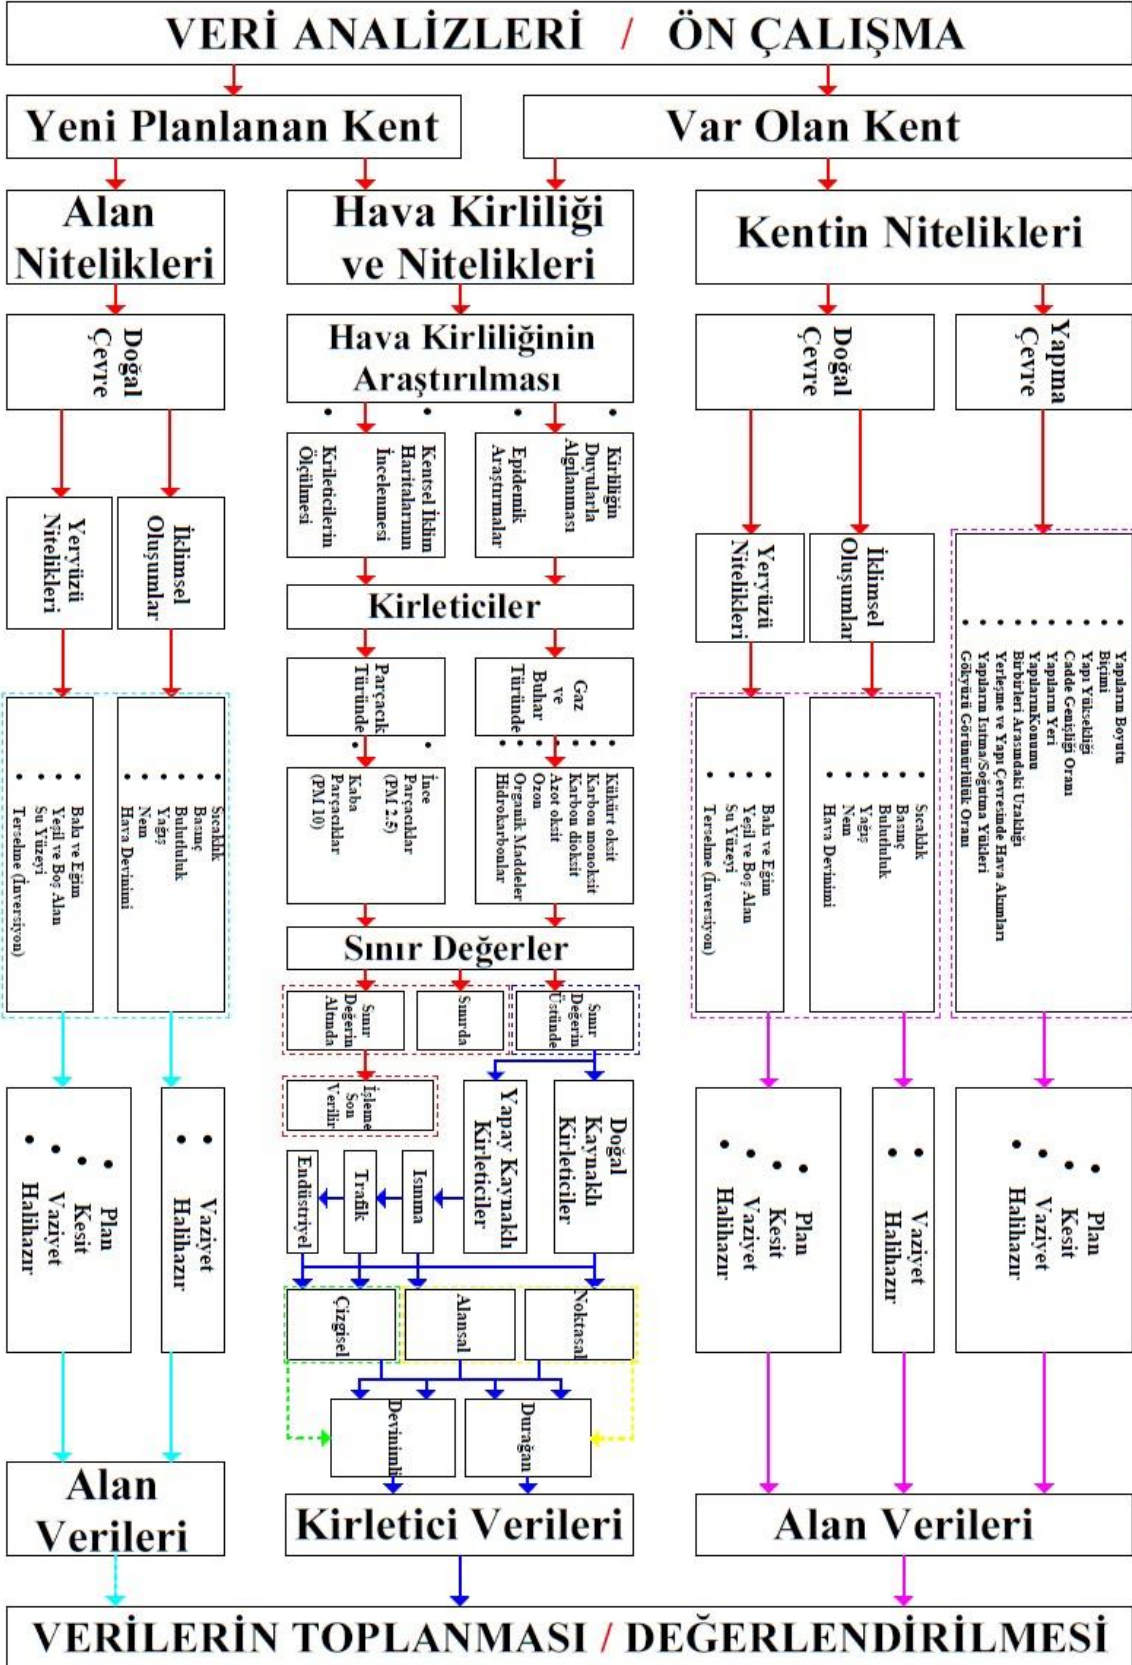 VERİ ANALİZLERİ / ÖN ÇALIŞMA
Yeni Planlanan Kent
Var Olan Kent
Alan
Nitelikleri
Hava Kirliliği
ve Nitelikleri
Kentin Nitelikleri
Doğal
Çevre
Hava Kirliliğinin
Araştırılması
Doğal
Çevre
Yapma
Çevre
• Kirliliğin
Duyularla
Algılanması
• Epidemik
Araştırmalar
• Kentsel İklim
Haritalarının
İncelenmesi
• Krileticilerin
Ölçülmesi
İklimsel
Oluşumlar
Yeryüzü
Nitelikleri
İklimsel
Oluşumlar
Yeryüzü
Nitelikleri
Kirleticiler
Parçacık
Türünde
Gaz
ve
Buhar
Türünde
• Yapıların Boyutu
• Biçimi
• Yapı Yüksekliği
• Cadde Genişliği Oranı
• Yapıların Yeri
• YapılarınKonumu
• Birbirleri Arasındaki Uzaklığı
• Yerleşme ve Yapı Çevresinde Hava Akımları
• Yapıların Isıtma/Soğutma Yükleri
• Gökyüzü Görünürlülük Oranı
• Sıcaklık
• Basınç
• Bulutluluk
• Yağış
• Nem
• Hava Devinimi
• Bakı ve Eğim
• Yeşil ve Boş Alan
• Su Yüzeyi
• Terselme (İnversiyon)
• Kükürt oksit
• Karbon monoksit
• Karbon dioksit
• Azot oksit
• Ozon
• Organik Maddeler
• Hidrokarbonlar
• İnce
Parçacıklar
(PM 2.5)
• Kaba
Parçacıklar
(PM 10)
• Sıcaklık
• Basınç
• Bulutluluk
• Yağış
• Nem
• Hava Devinimi
• Bakı ve Eğim
• Yeşil ve Boş Alan
• Su Yüzeyi
• Terselme (İnversiyon)
Sınır Değerler
Sınır
Değerin
Altında
Sınırda
Sınır
Değerin
Üstünde
İşleme
Son
Verilir
Yapay Kaynaklı
Kirleticiler
Doğal
Kaynaklı
Kirleticiler
Endüstriyel
Trafik
Isınma
Çizgisel
Alansal
Noktasal
Devinimli
Durağan
• Plan
• Kesit
• Vaziyet
• Halihazır
• Vaziyet
• Halihazır
• Plan
• Kesit
• Vaziyet
• Halihazır
• Vaziyet
• Halihazır
• Plan
• Kesit
• Vaziyet
• Halihazır
Alan
Verileri
Kirletici Verileri
Alan Verileri
VERİLERİN TOPLANMASI / DEĞERLENDİRİLMESİ